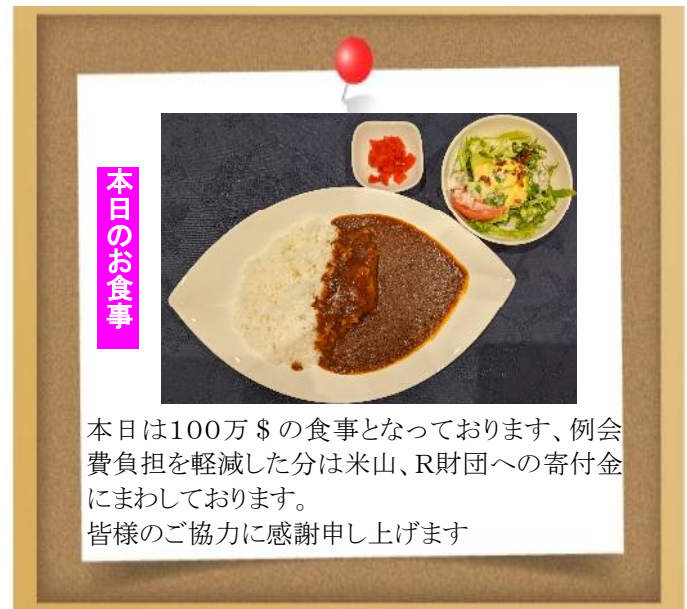 本日のお食事
本日は100万＄の食事となっております、例会
費負担を軽減した分は米山、R財団への寄付金
にまわしております。
皆様のご協力に感謝申し上げます